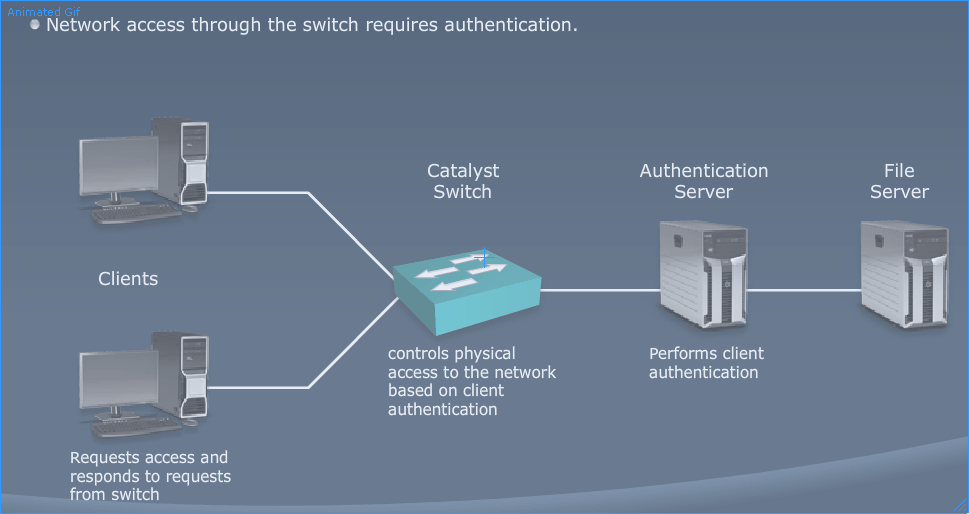 Animated Gif
Network access through the switch requires authentication.
Catalyst
Switch
Authentication
Server
File
Server
Clients
controls physical
access to the network
based on client
authentication
Performs client
authentication
Requests access and
responds to requests
from switch